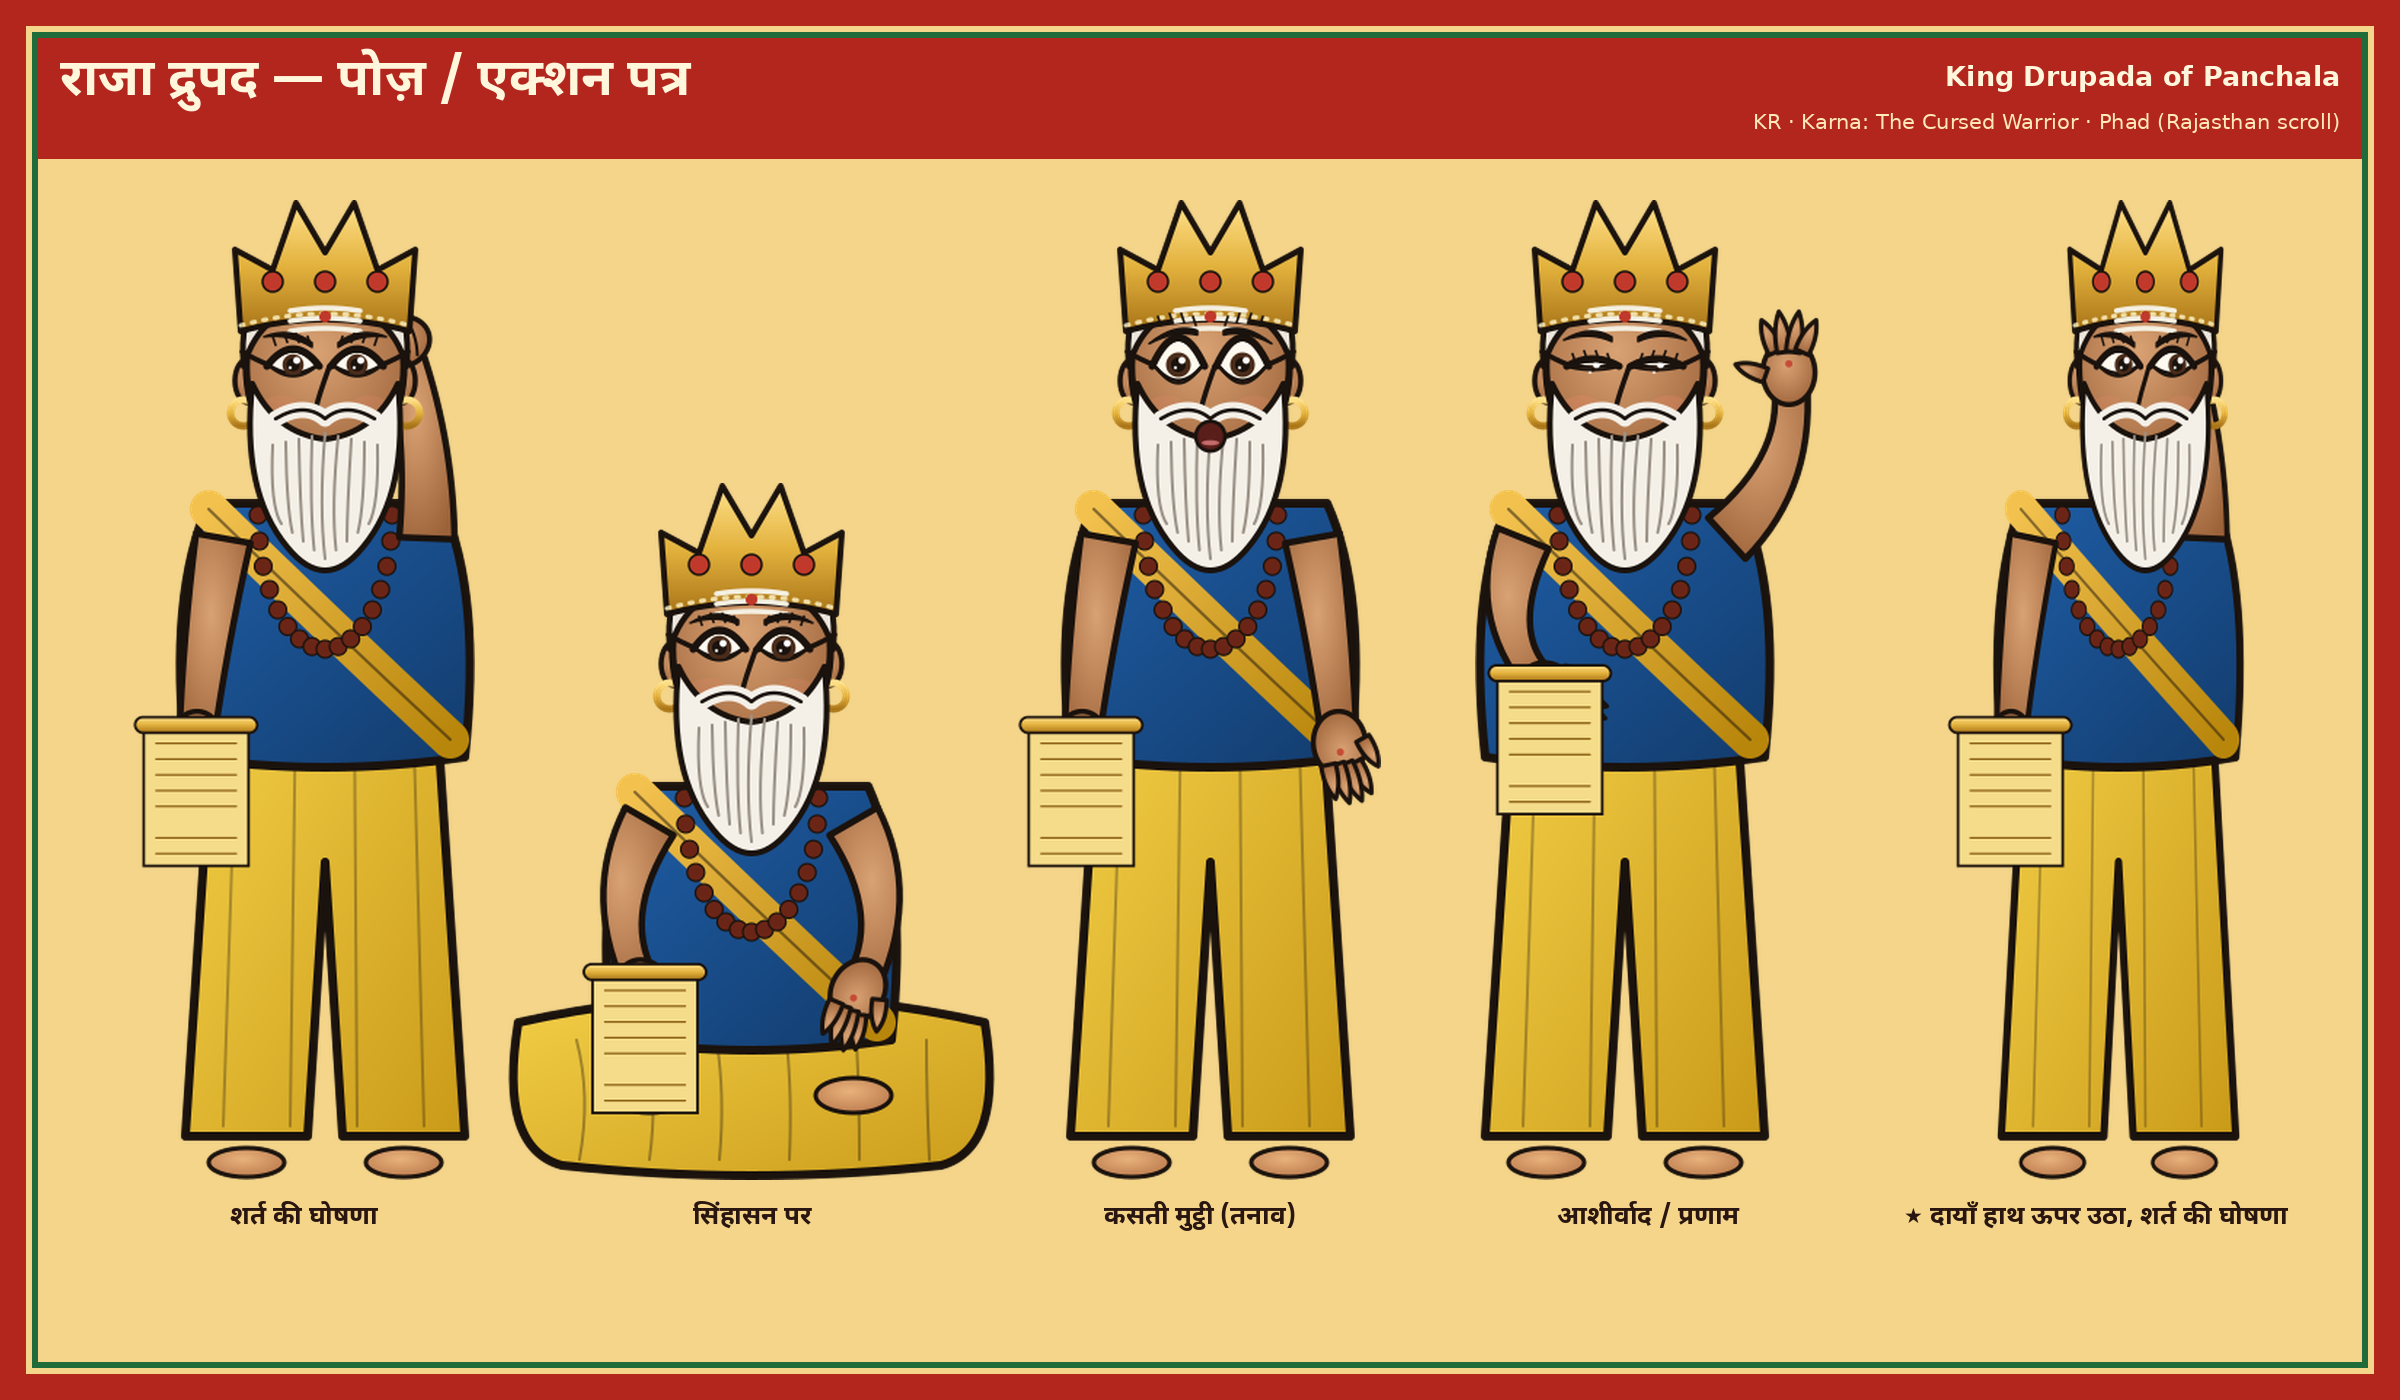 राजा द्रुपद — पोज़ / एक्शन पत्र
King Drupada of Panchala
KR · Karna: The Cursed Warrior · Phad (Rajasthan scroll)
शर्त की घोषणा
सिंहासन पर
कसती मुट्ठी (तनाव)
आशीर्वाद / प्रणाम
★ दायाँ हाथ ऊपर उठा, शर्त की घोषणा